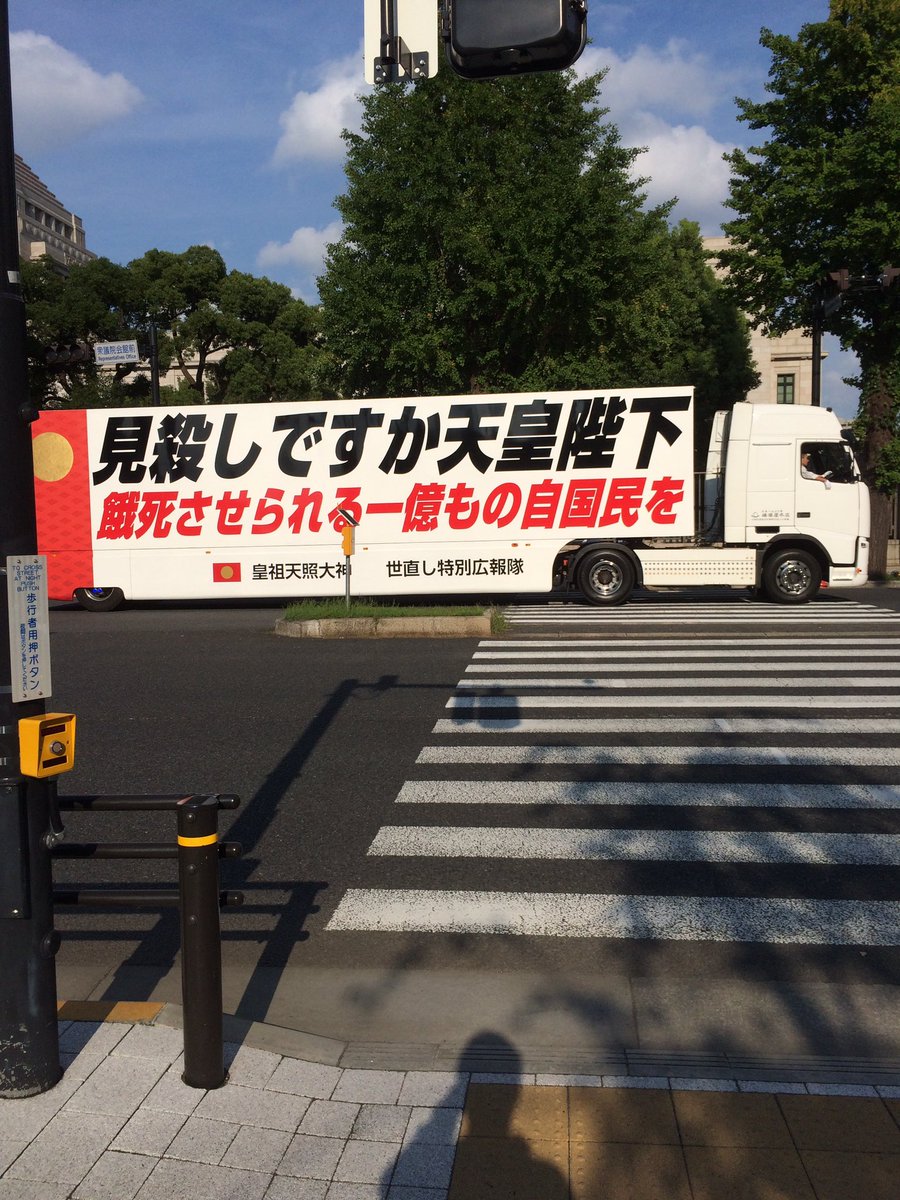 衆議院会館前
Representatives Office
見殺しですか天皇陛下
餓死させられる一億もの自国民を
皇祖天照大神 世直し特別広報隊
TO CROSS
STREET
AT NIGHT
PUSH
BUTTON
歩行者用押ボタン